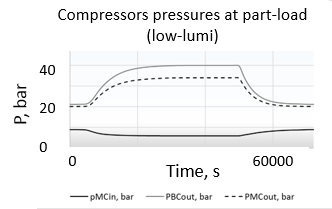 Compressors pressures at part-load
(low-lumi)
P, bar
40
20
0
0
60000
Time, s
pMCin, bar
PBCout, bar
PMCout, bar